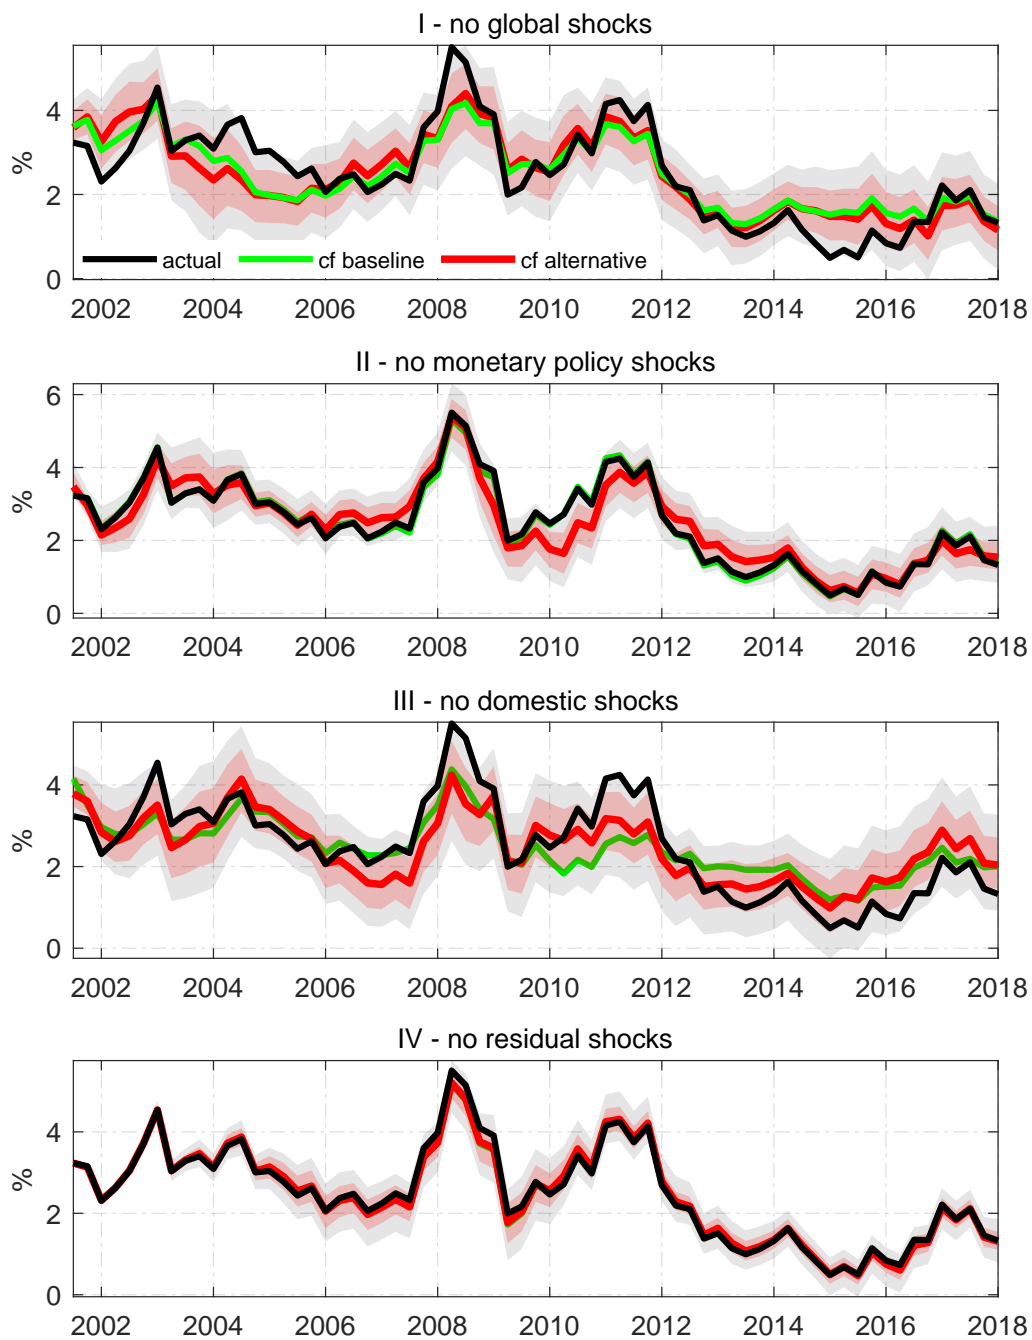 I - no global shocks
4
2
0
%
actual
cf baseline
cf alternative
2002 2004 2006 2008 2010 2012 2014 2016 2018
II - no monetary policy shocks
6
4
2
0
%
2002 2004 2006 2008 2010 2012 2014 2016 2018
III - no domestic shocks
4
2
0
%
2002 2004 2006 2008 2010 2012 2014 2016 2018
IV - no residual shocks
4
2
0
%
2002 2004 2006 2008 2010 2012 2014 2016 2018